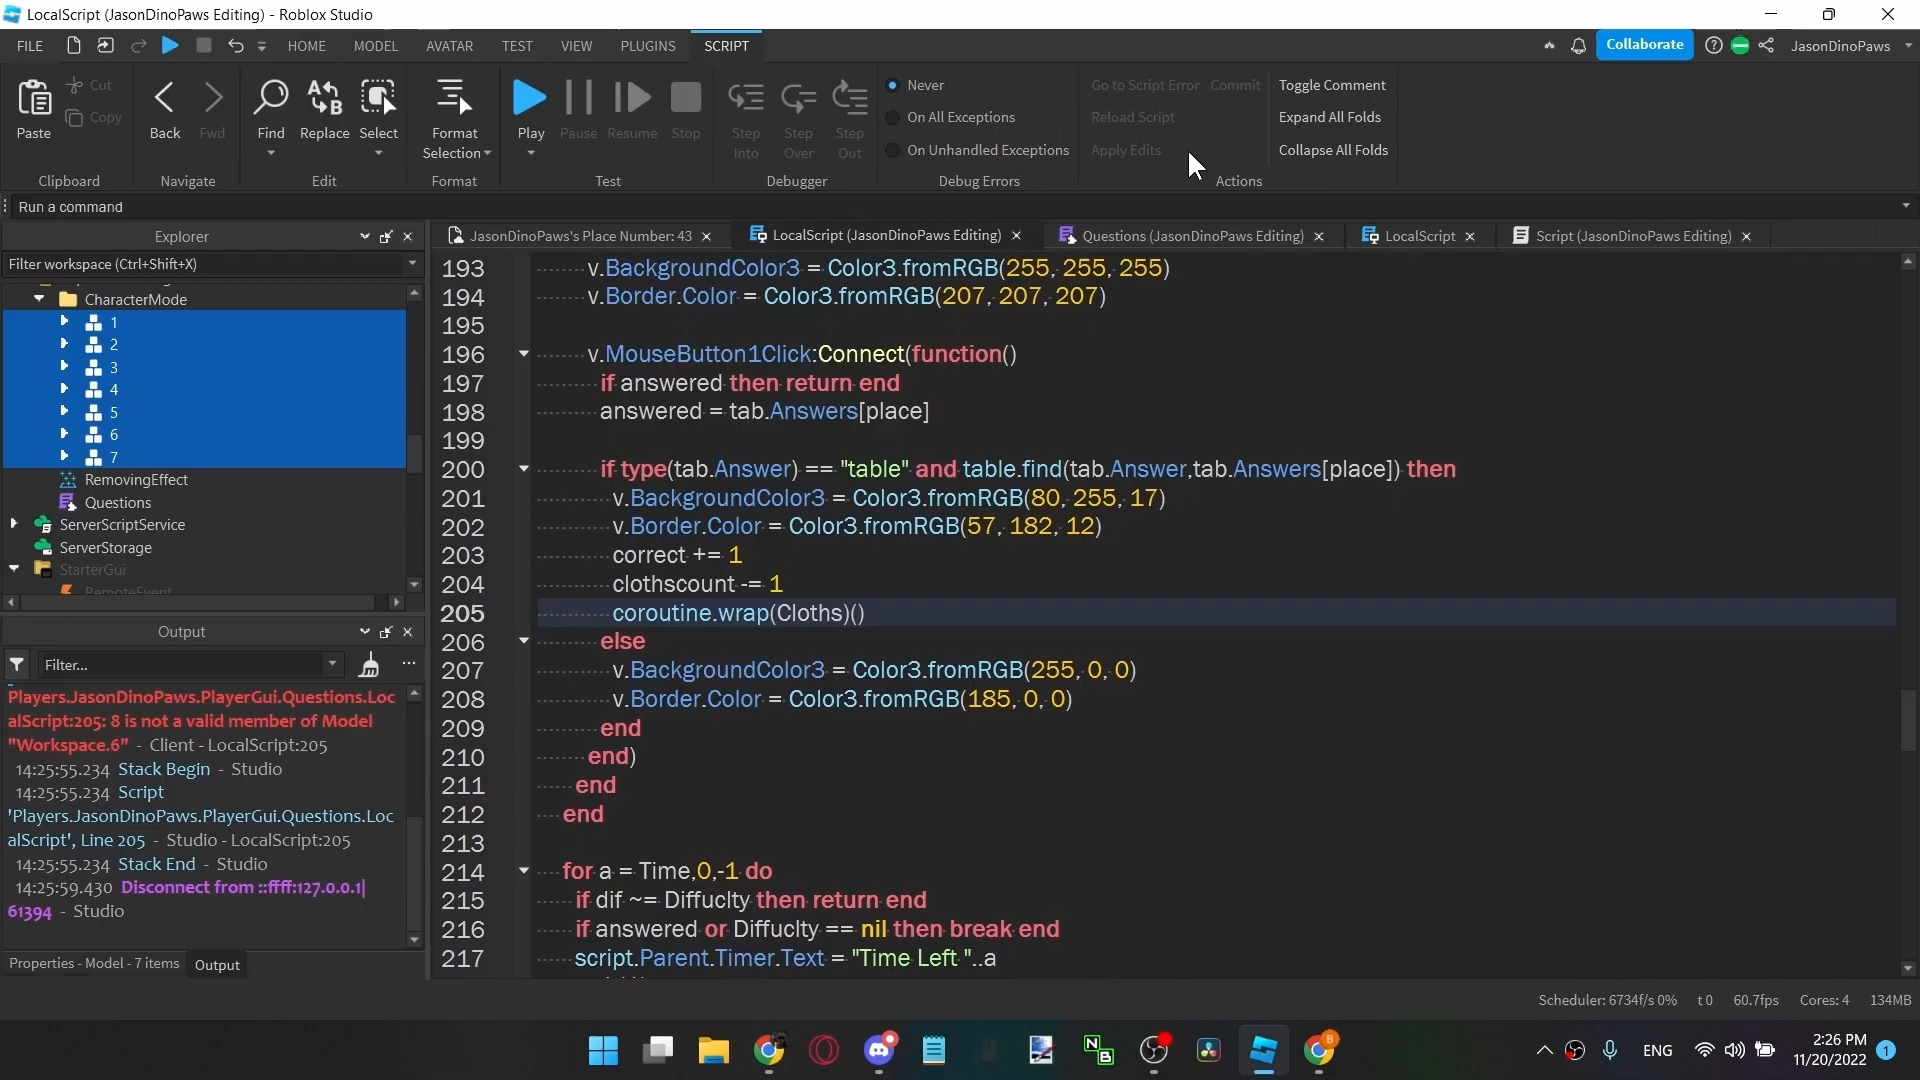 LocalScript (JasonDinoPaws Editing) - Roblox Studio
FILE HOME MODEL AVATAR TEST VIEW PLUGINS SCRIPT Collaborate JasonDinoPaws
Paste Cut Copy
Clipboard
Back Fwd
Navigate
Find Replace Select
Edit
Format Selection
Format
Play Pause Resume Stop
Test
Step Into Step Over Step Out
Debugger
Never
On All Exceptions
On Unhandled Exceptions
Debug Errors
Go to Script Error Commit
Reload Script
Apply Edits
Toggle Comment
Expand All Folds
Collapse All Folds
Actions
Run a command
Explorer
Filter workspace (Ctrl+Shift+X)
CharacterMode
1
2
3
4
5
6
7
RemovingEffect
Questions
ServerScriptService
ServerStorage
StarterGui
RemoteEvent
Output
Filter...
Players.JasonDinoPaws.PlayerGui.Questions.Loc
alScript:205: 8 is not a valid member of Model
"Workspace.6" - Client - LocalScript:205
14:25:55.234 Stack Begin - Studio
14:25:55.234 Script
'Players.JasonDinoPaws.PlayerGui.Questions.Loc
alScript', Line 205 - Studio - LocalScript:205
14:25:55.234 Stack End - Studio
14:25:59.430 Disconnect from ::ffff:127.0.0.1|
61394 - Studio
Properties - Model - 7 items Output
JasonDinoPaws's Place Number: 43 LocalScript (JasonDinoPaws Editing) Questions (JasonDinoPaws Editing) LocalScript Script (JasonDinoPaws Editing)
193 v.BackgroundColor3 = Color3.fromRGB(255, 255, 255)
194 v.Border.Color = Color3.fromRGB(207, 207, 207)
195
196 v.MouseButton1Click:Connect(function()
197 if answered then return end
198 answered = tab.Answers[place]
199
200 if type(tab.Answer) == "table" and table.find(tab.Answer,tab.Answers[place]) then
201 v.BackgroundColor3 = Color3.fromRGB(80, 255, 17)
202 v.Border.Color = Color3.fromRGB(57, 182, 12)
203 correct += 1
204 clothscount -= 1
205 coroutine.wrap(Cloths)()
206 else
207 v.BackgroundColor3 = Color3.fromRGB(255, 0, 0)
208 v.Border.Color = Color3.fromRGB(185, 0, 0)
209 end
210 end)
211 end
212 end
213
214 for a = Time,0,-1 do
215 if dif ~= Diffuclty then return end
216 if answered or Diffuclty == nil then break end
217 script.Parent.Timer.Text = "Time Left "..a
Scheduler: 6734f/s 0% t 0 60.7fps Cores: 4 134MB
ENG
2:26 PM
11/20/2022
1